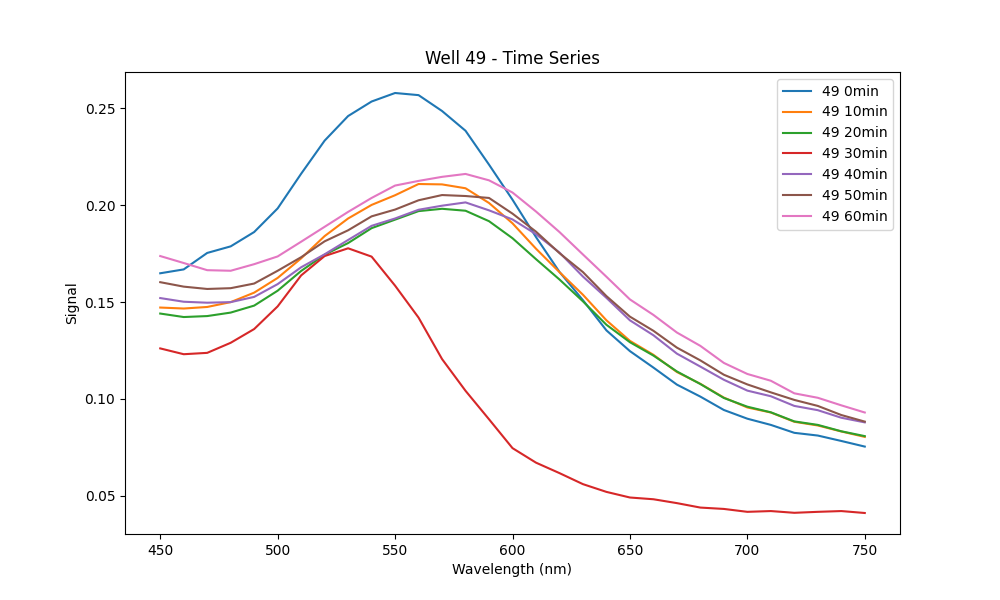 Well 49 - Time Series
49 0min
49 10min
49 20min
49 30min
49 40min
49 50min
49 60min
Signal
0.25
0.20
0.15
0.10
0.05
450 500 550 600 650 700 750
Wavelength (nm)